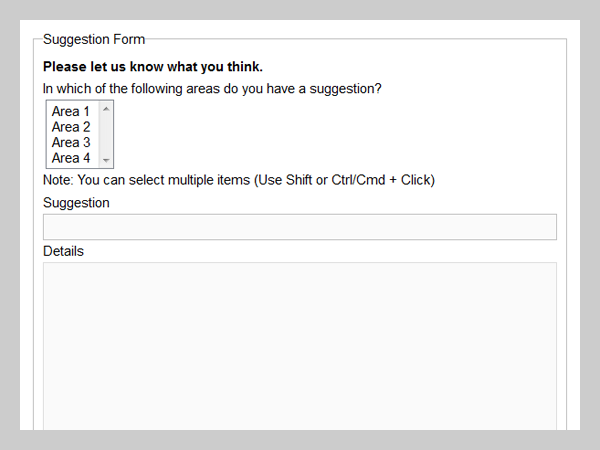 Suggestion Form
Please let us know what you think.
In which of the following areas do you have a suggestion?
Area 1
Area 2
Area 3
Area 4
Note: You can select multiple items (Use Shift or Ctrl/Cmd + Click)
Suggestion
Details